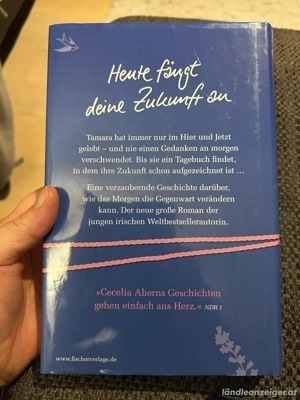 Heute fängt
deine Zukunft an
Tamara hat immer nur im Hier und Jetzt
gelebt – und nie einen Gedanken an morgen
verschwendet. Bis sie ein Tagebuch findet,
in dem ihre Zukunft schon aufgezeichnet ist ...
Eine verzaubernde Geschichte darüber,
wie das Morgen die Gegenwart verändern
kann. Der neue große Roman der
jungen irischen Weltbestsellerautorin.
»Cecelia Aherns Geschichten
gehen einfach ans Herz.« NDR 1
www.fischerverlage.de
ländleanzeiger.at